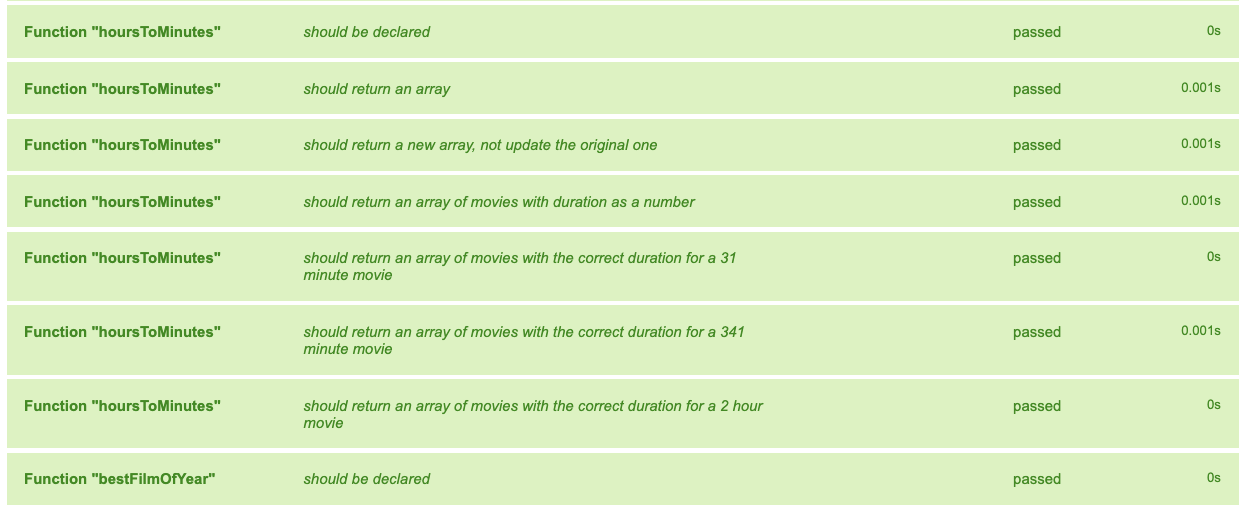 Function "hoursToMinutes" should be declared passed 0s
Function "hoursToMinutes" should return an array passed 0.001s
Function "hoursToMinutes" should return a new array, not update the original one passed 0.001s
Function "hoursToMinutes" should return an array of movies with duration as a number passed 0.001s
Function "hoursToMinutes" should return an array of movies with the correct duration for a 31 passed 0s
minute movie
Function "hoursToMinutes" should return an array of movies with the correct duration for a 341 passed 0.001s
minute movie
Function "hoursToMinutes" should return an array of movies with the correct duration for a 2 hour passed 0s
movie
Function "bestFilmOfYear" should be declared passed 0s